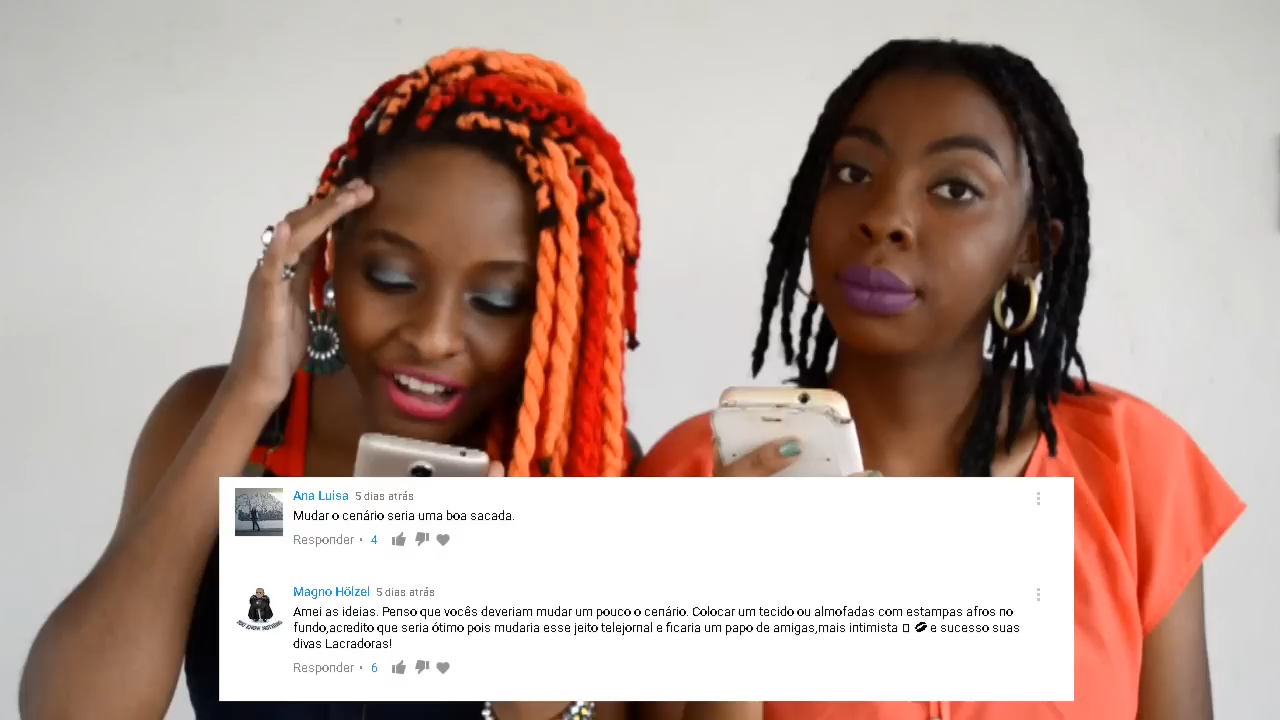 Ana Luisa 5 dias atrás
Mudar o cenário seria uma boa sacada.
Responder • 4
Magno Hölzel 5 dias atrás
Amei as ideias. Penso que vocês deveriam mudar um pouco o cenário. Colocar um tecido ou almofadas com estampas afros no
fundo,acredito que seria ótimo pois mudaria esse jeito telejornal e ficaria um papo de amigas,mais intimista 💋 e sucesso suas
divas Lacradoras!
Responder • 6